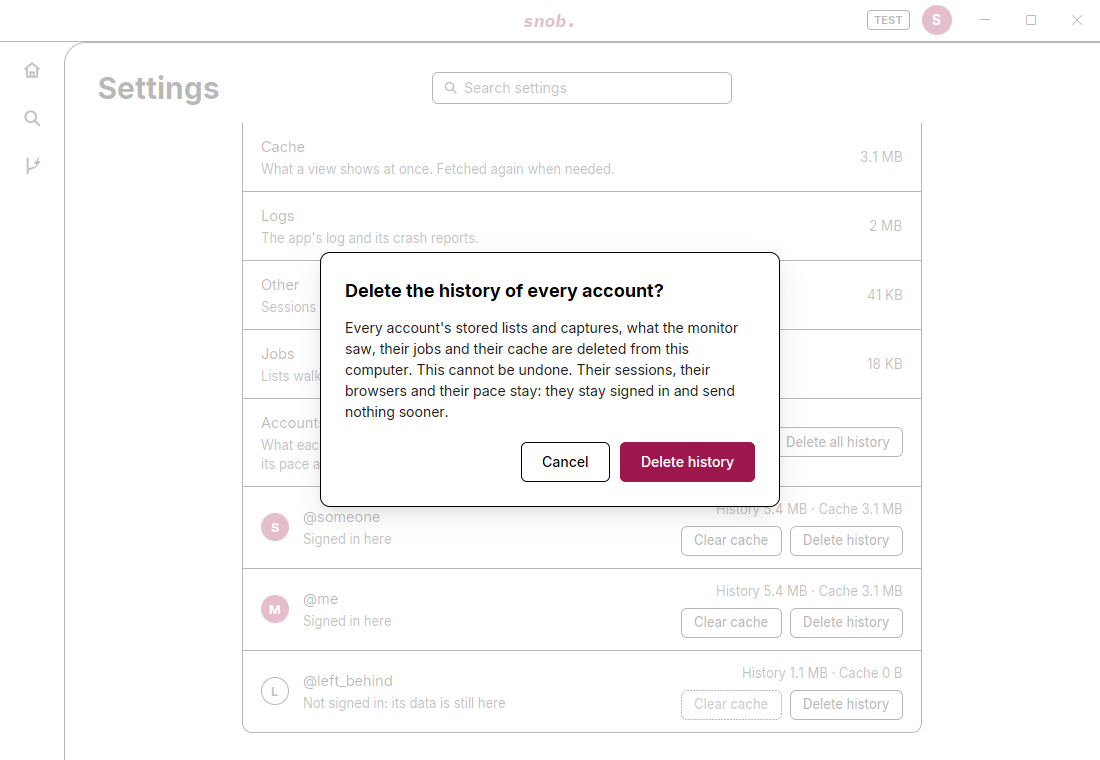 snob.
TEST
S
Settings
Search settings
Cache
3.1 MB
What a view shows at once. Fetched again when needed.
Logs
2 MB
The app's log and its crash reports.
Other
41 KB
Sessions
Jobs
18 KB
Lists
Delete the history of every account?
Every account's stored lists and captures, what the monitor
saw, their jobs and their cache are deleted from this
computer. This cannot be undone. Their sessions, their
browsers and their pace stay: they stay signed in and send
nothing sooner.
Cancel
Delete history
What
its pace
Delete all history
S
@someone
Signed in here
History 5.4 MB · Cache 3.1 MB
Clear cache
Delete history
M
@me
Signed in here
History 5.4 MB · Cache 3.1 MB
Clear cache
Delete history
L
@left_behind
Not signed in: its data is still here
History 1.1 MB · Cache 0 B
Clear cache
Delete history